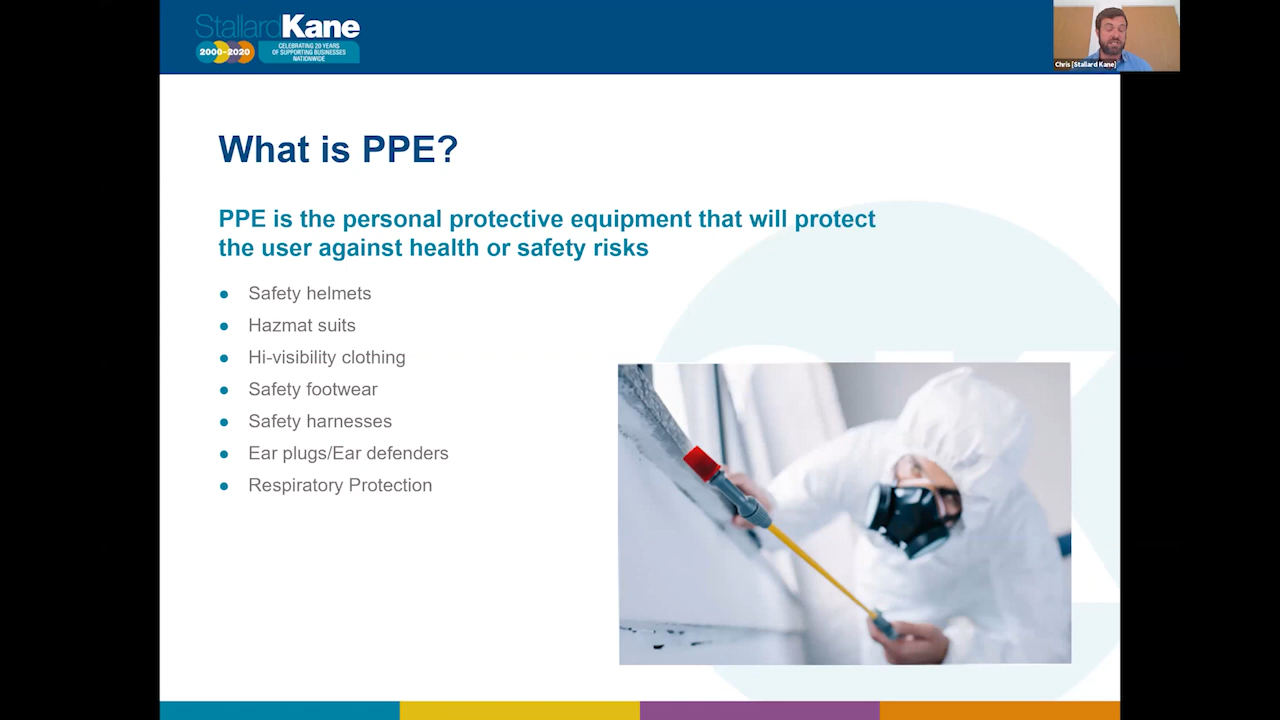 StallardKane
2000-2020
CELEBRATING 20 YEARS
OF SUPPORTING BUSINESSES
NATIONWIDE
Chris [Stallard Kane]
What is PPE?
PPE is the personal protective equipment that will protect
the user against health or safety risks
● Safety helmets
● Hazmat suits
● Hi-visibility clothing
● Safety footwear
● Safety harnesses
● Ear plugs/Ear defenders
● Respiratory Protection